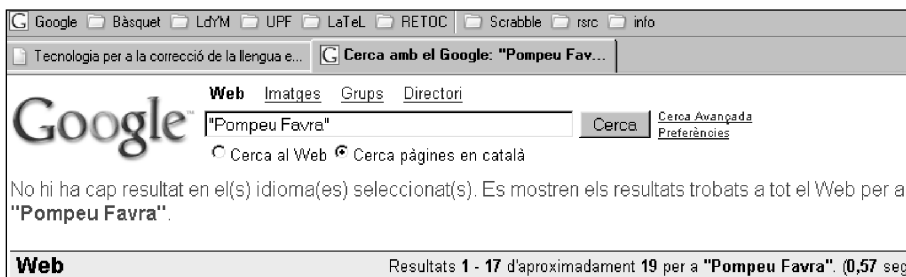 Google Bàsquet LdYM UPF LaTeL RETOC Scrabble rsrc info
Tecnologia per a la correcció de la llengua e... Cerca amb el Google: "Pompeu Fav...
Web Imatges Grups Directori
Google™ "Pompeu Favra" Cerca Cerca Avançada
Preferències
Cerca al Web Cerca pàgines en català
No hi ha cap resultat en el(s) idioma(es) seleccionat(s). Es mostren els resultats trobats a tot el Web per a
"Pompeu Favra".
Web Resultats 1 - 17 d'aproximadament 19 per a "Pompeu Favra". (0,57 seg